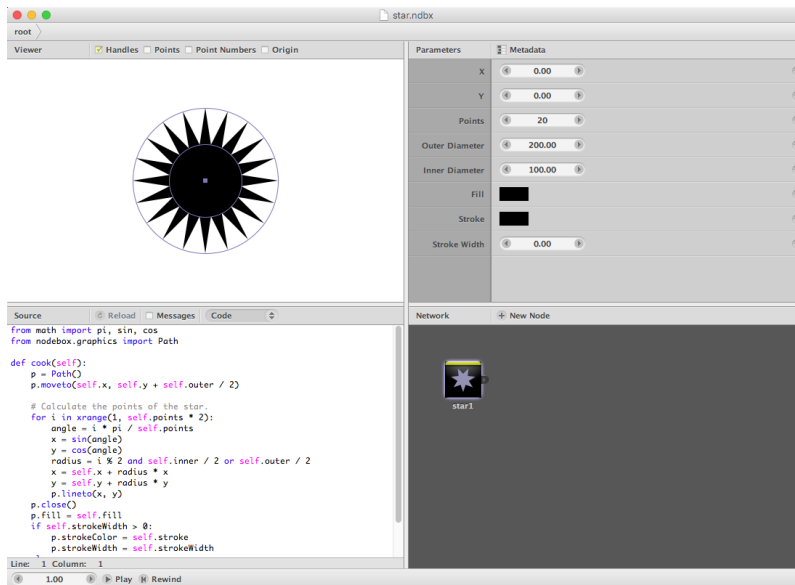 star.ndbx
root
Viewer Handles Points Point Numbers Origin
Parameters Metadata
X 0.00
Y 0.00
Points 20
Outer Diameter 200.00
Inner Diameter 100.00
Fill
Stroke
Stroke Width 0.00
Source Reload Messages Code
from math import pi, sin, cos
from nodebox.graphics import Path
def cook(self):
    p = Path()
    p.moveto(self.x, self.y + self.outer / 2)
    # Calculate the points of the star.
    for i in xrange(1, self.points * 2):
        angle = i * pi / self.points
        x = sin(angle)
        y = cos(angle)
        radius = i % 2 and self.inner / 2 or self.outer / 2
        x = self.x + radius * x
        y = self.y + radius * y
        p.lineto(x, y)
    p.close()
    p.fill = self.fill
    if self.strokeWidth > 0:
        p.strokeColor = self.stroke
        p.strokeWidth = self.strokeWidth
Line: 1 Column: 1
Network New Node
star1
1.00 Play Rewind